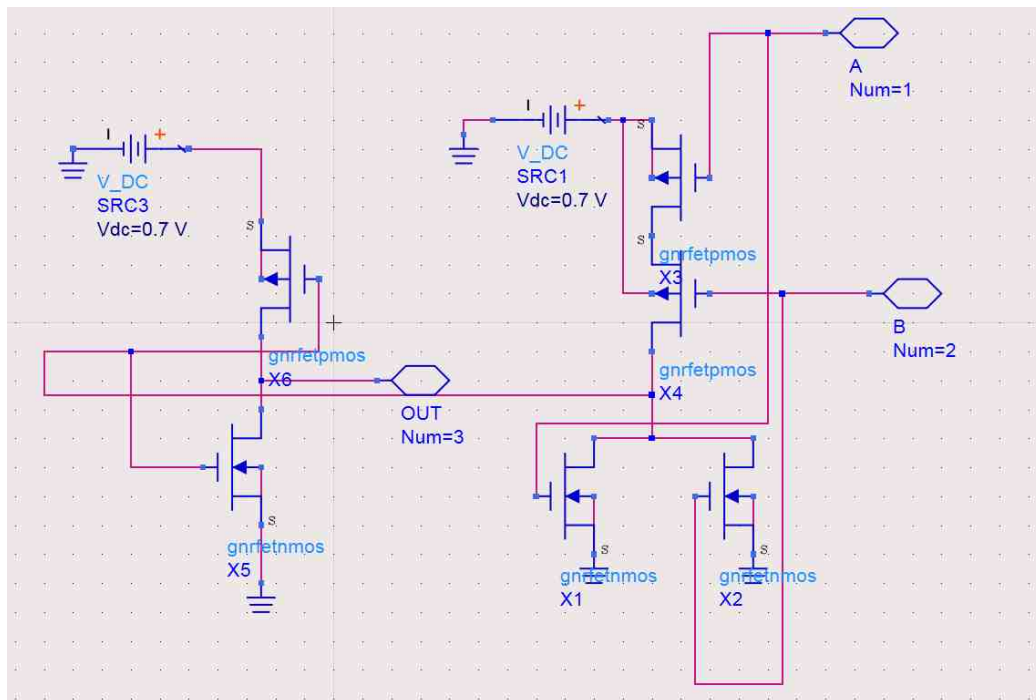 A
Num=1
V_DC
SRC1
Vdc=0.7 V
S
V_DC
SRC3
Vdc=0.7 V
S
S
gnrfetpmos
X3
B
Num=2
gnrfetpmos
X6
gnrfetpmos
X4
OUT
Num=3
S
gnrfetnmos
X5
S
gnrfetnmos
X1
S
gnrfetnmos
X2